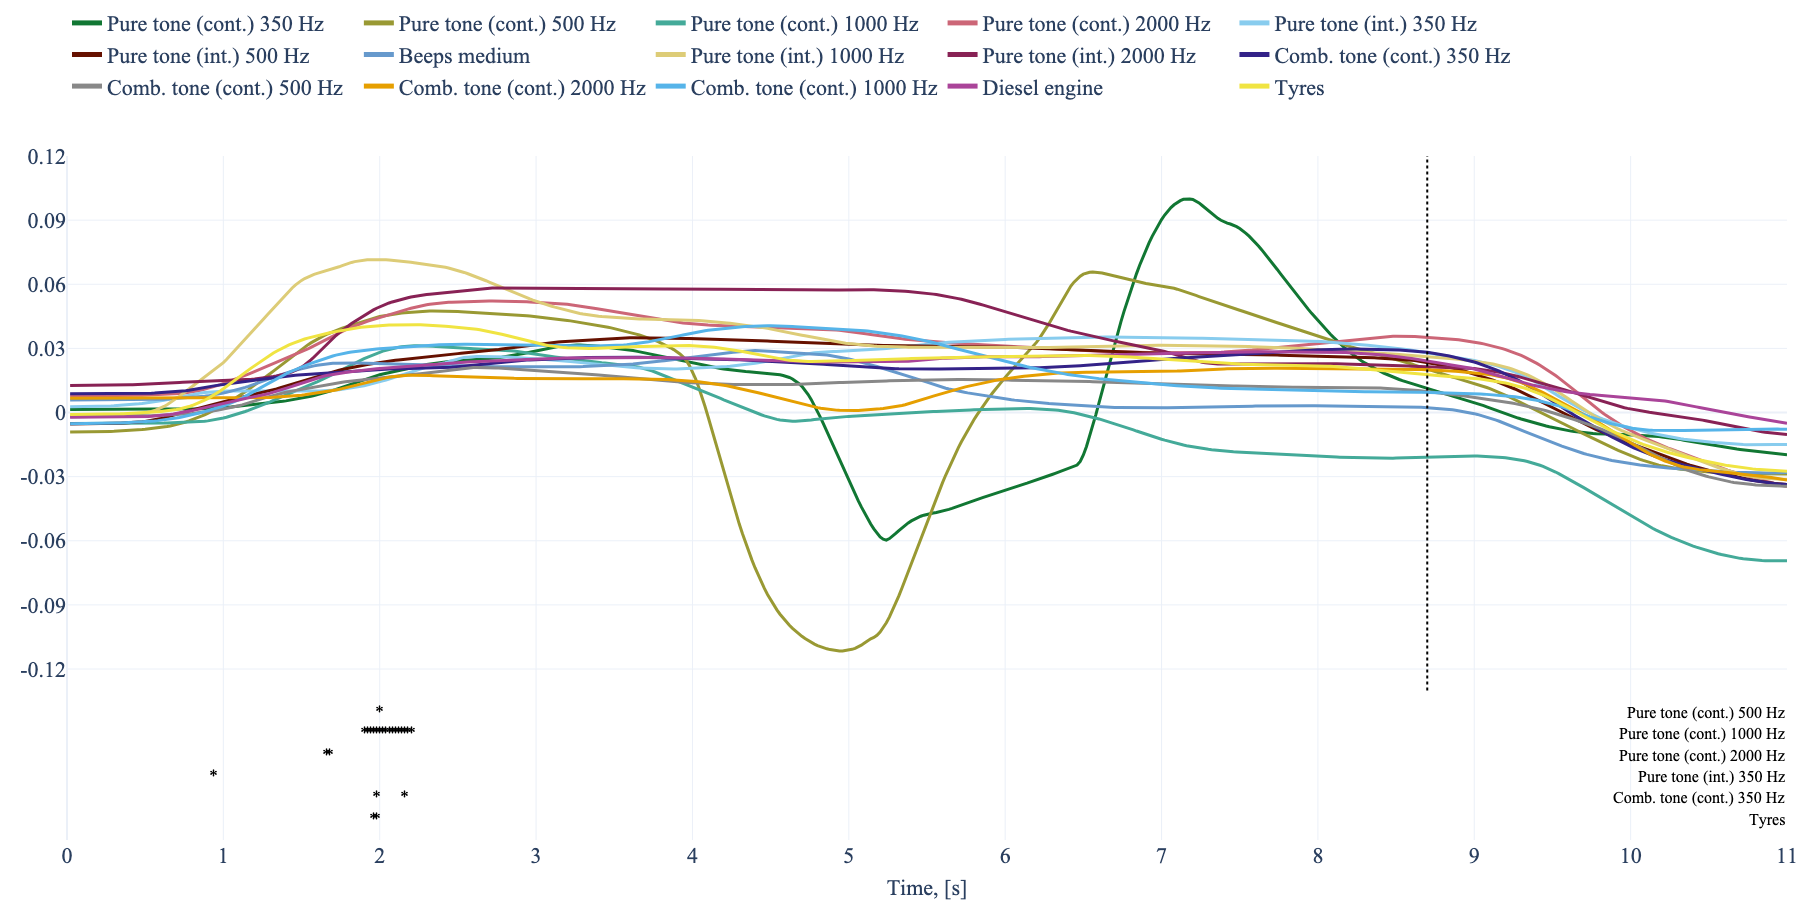 Pure tone (cont.) 350 Hz Pure tone (cont.) 500 Hz Pure tone (cont.) 1000 Hz Pure tone (cont.) 2000 Hz Pure tone (int.) 350 Hz
Pure tone (int.) 500 Hz Beeps medium Pure tone (int.) 1000 Hz Pure tone (int.) 2000 Hz Comb. tone (cont.) 350 Hz
Comb. tone (cont.) 500 Hz Comb. tone (cont.) 2000 Hz Comb. tone (cont.) 1000 Hz Diesel engine Tyres
0.12
0.09
0.06
0.03
0
-0.03
-0.06
-0.09
-0.12
Pure tone (cont.) 500 Hz
Pure tone (cont.) 1000 Hz
Pure tone (cont.) 2000 Hz
Pure tone (int.) 350 Hz
Comb. tone (cont.) 350 Hz
Tyres
0 1 2 3 4 5 6 7 8 9 10 11
Time, [s]